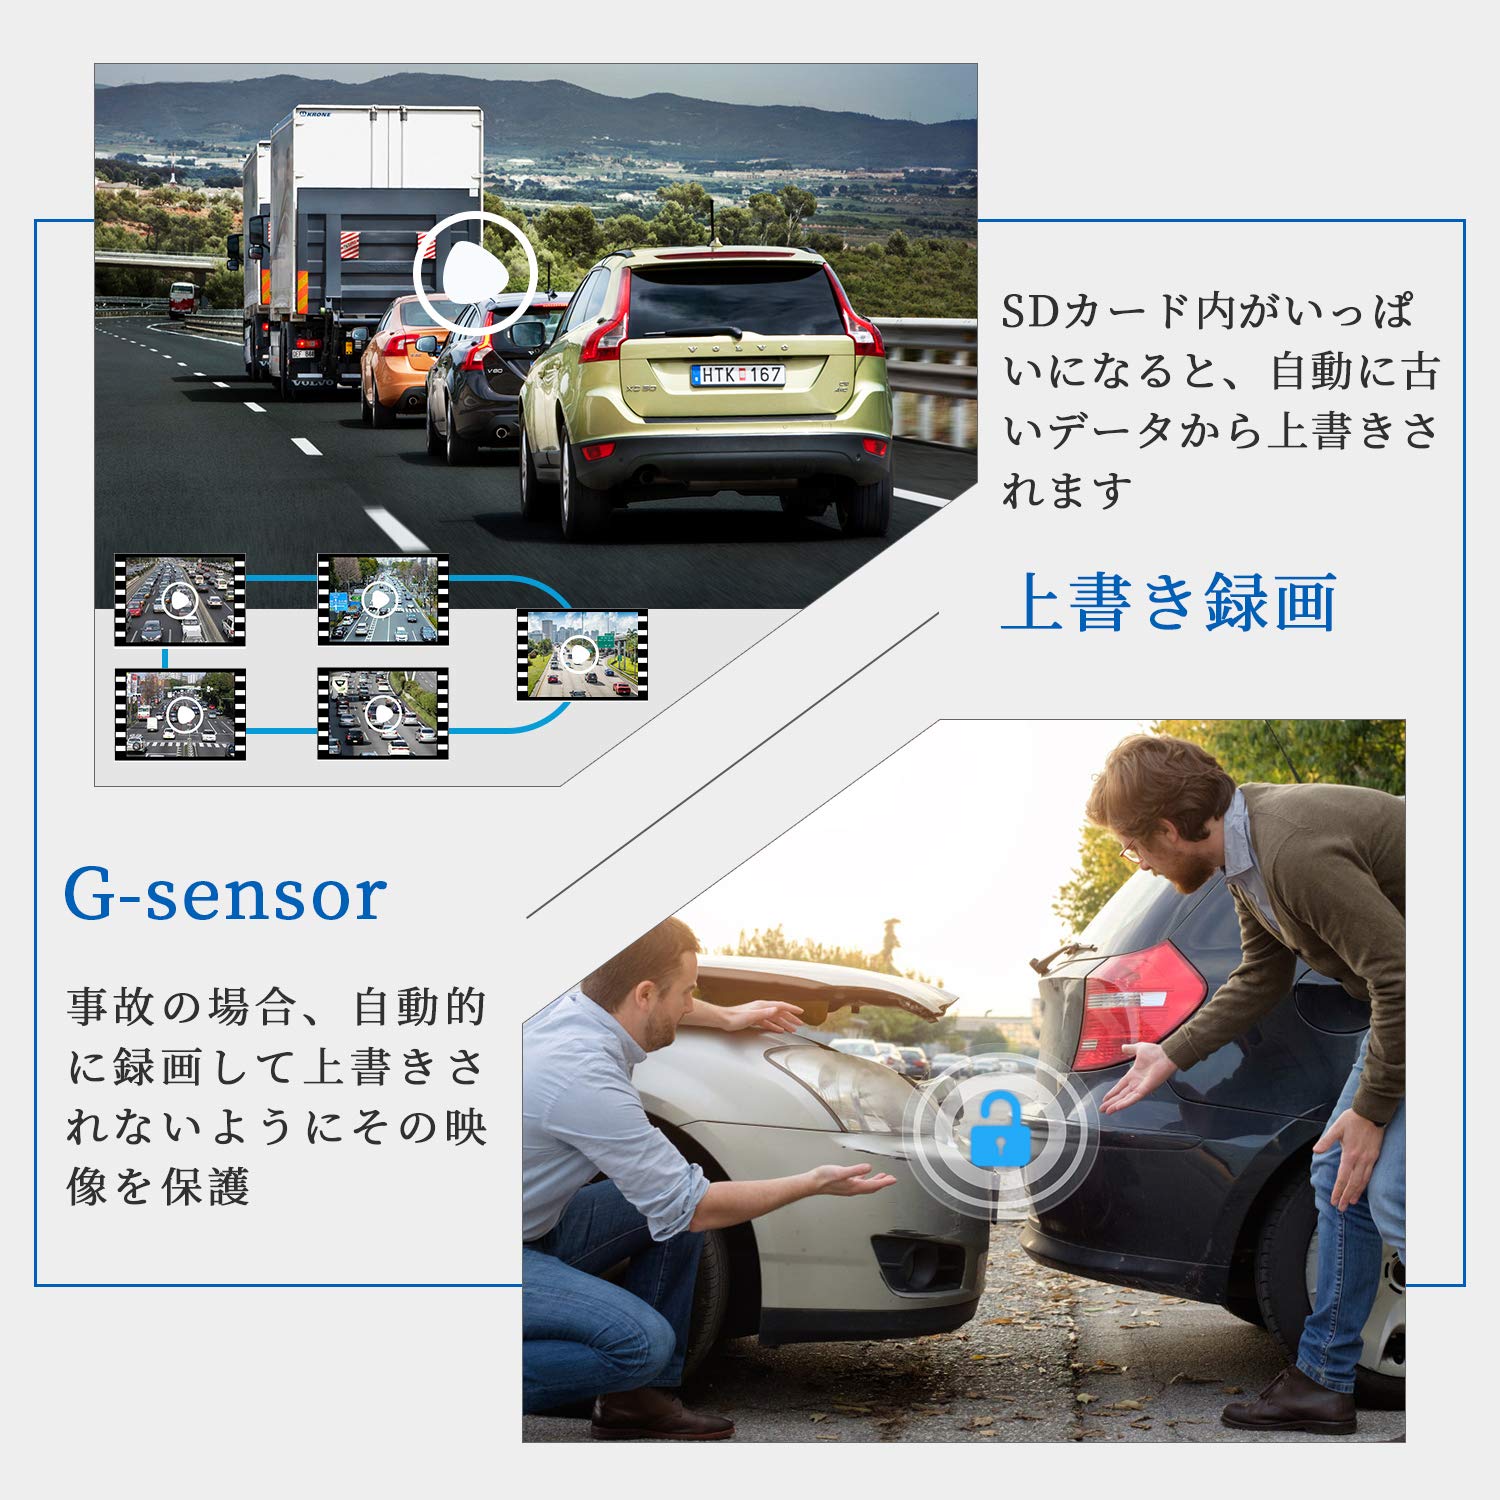 KRONE
VOLVO
V60
VOLVO
XC60
HTK 167
SDカード内がいっぱ
いになると、自動に古
いデータから上書きさ
れます
上書き録画
G-sensor
事故の場合、自動的
に録画して上書きさ
れないようにその映
像を保護